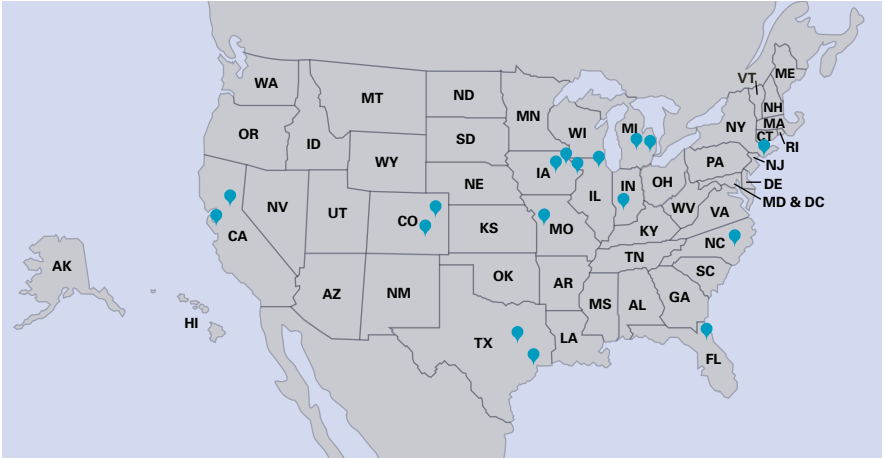 WA
MT
ND
MN
WI
MI
VT
ME
NH
NY
MA
CT
RI
OR
ID
SD
WY
IA
NE
PA
NJ
DE
MD & DC
NV
UT
CO
KS
IL
IN
OH
MO
KY
WV
VA
CA
NC
TN
SC
AK
HI
AZ
NM
OK
AR
MS
AL
GA
TX
LA
FL